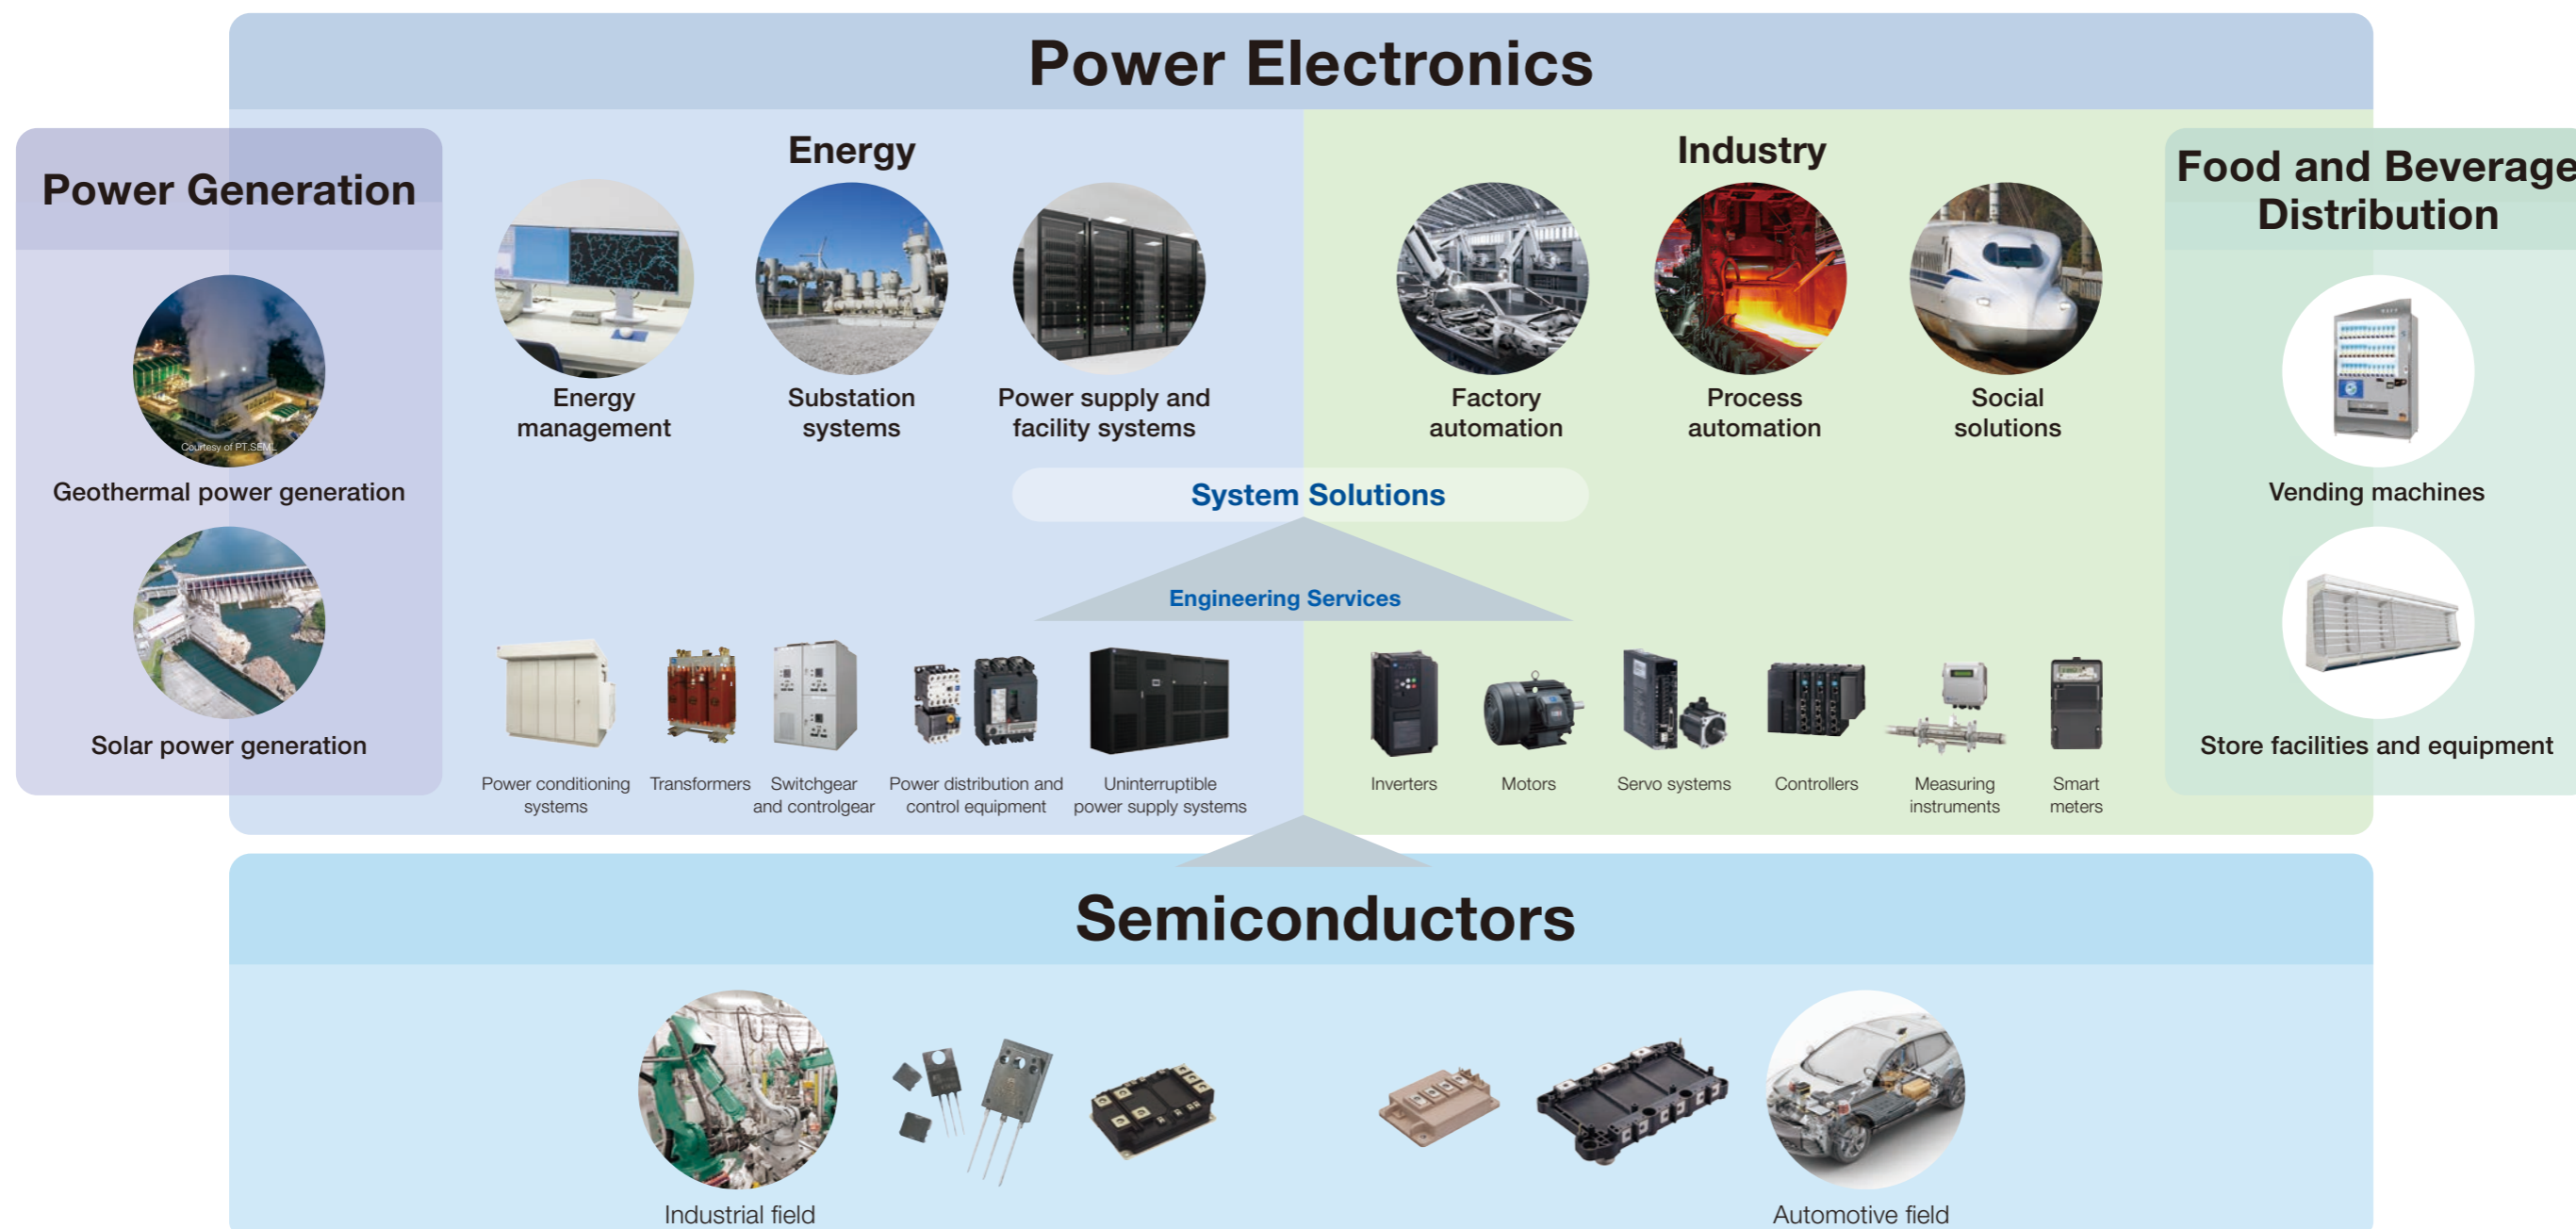 Power Electronics
Power Generation
Courtesy of PT.SEML
Geothermal power generation
Solar power generation
Energy
Energy
management
Substation
systems
Power supply and
facility systems
Industry
Factory
automation
Process
automation
Social
solutions
System Solutions
Engineering Services
Power conditioning
systems
Transformers
Switchgear
and controlgear
Power distribution and
control equipment
Uninterruptible
power supply systems
Inverters
Motors
Servo systems
Controllers
Measuring
instruments
Smart
meters
Food and Beverage
Distribution
Vending machines
Store facilities and equipment
Semiconductors
Industrial field
Automotive field